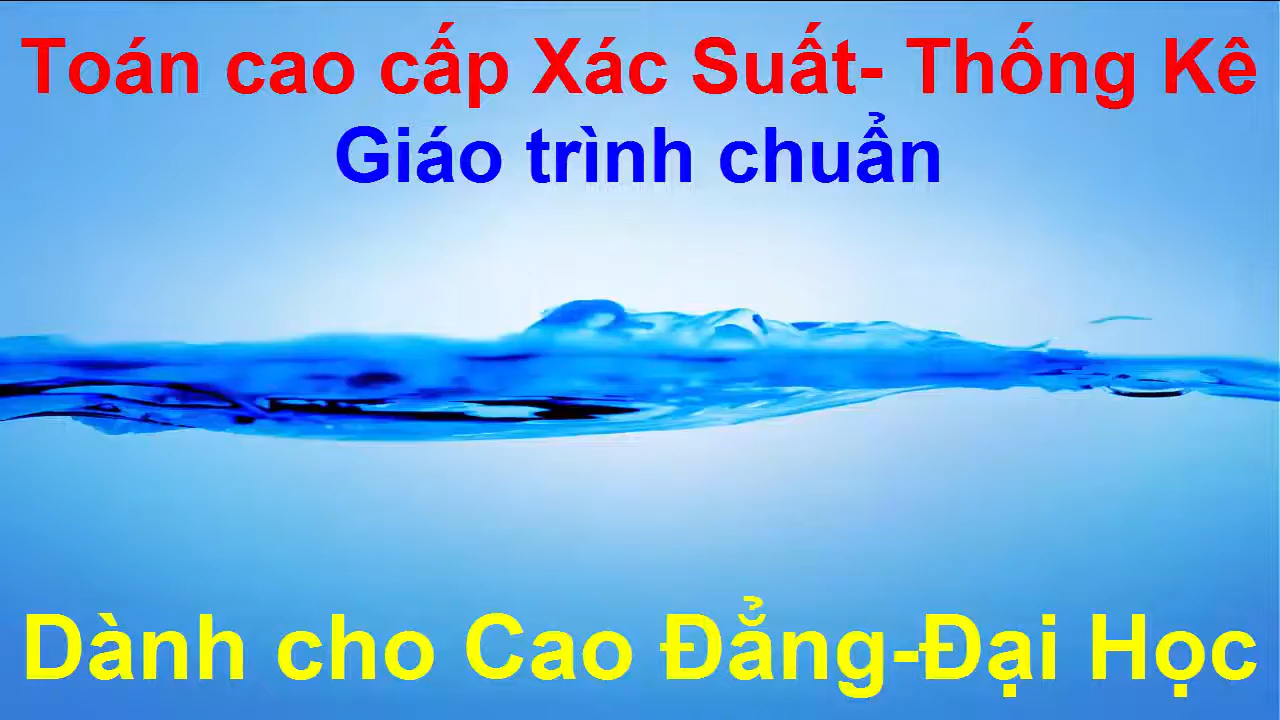 Toán cao cấp Xác Suất- Thống Kê
Giáo trình chuẩn
Dành cho Cao Đẳng-Đại Học